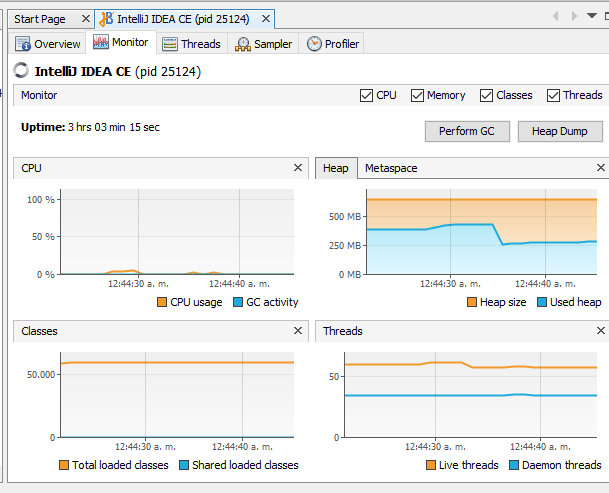 Start Page IntelliJ IDEA CE (pid 25124)
Overview Monitor Threads Sampler Profiler
IntelliJ IDEA CE (pid 25124)
Monitor CPU Memory Classes Threads
Uptime: 3 hrs 03 min 15 sec Perform GC Heap Dump
CPU
100 %
50 %
0 %
12:44:30 a. m. 12:44:40 a. m.
CPU usage GC activity
Heap Metaspace
500 MB
250 MB
0 MB
12:44:30 a. m. 12:44:40 a. m.
Heap size Used heap
Classes
50.000
0
12:44:30 a. m. 12:44:40 a. m.
Total loaded classes Shared loaded classes
Threads
50
0
12:44:30 a. m. 12:44:40 a. m.
Live threads Daemon threads